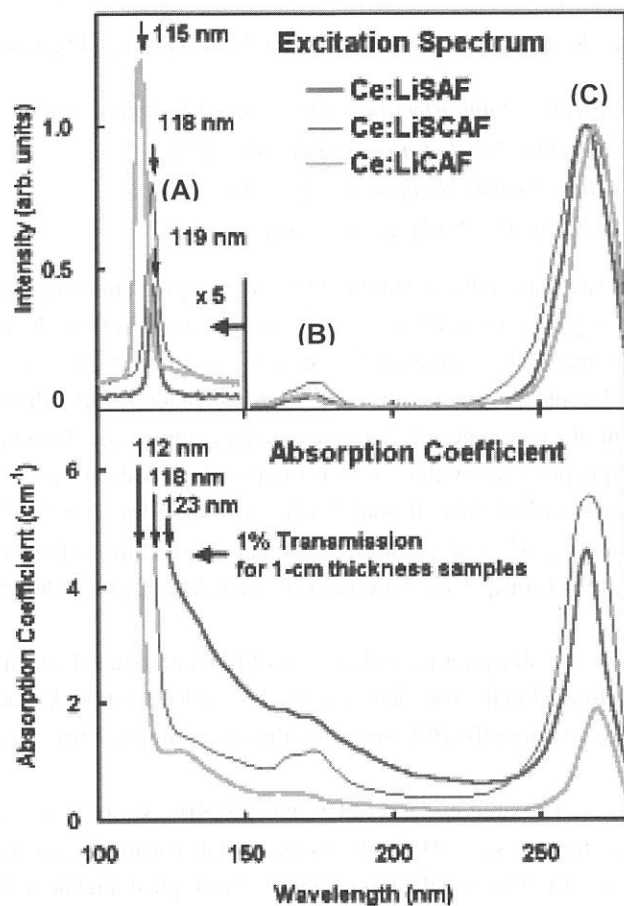 115 nm
Excitation Spectrum
Ce:LiSAF
Ce:LiSCAF
Ce:LiCAF
(C)
118 nm
(A)
119 nm
x 5
(B)
1.0
0.5
0
Intensity (arb. units)
112 nm
118 nm
123 nm
Absorption Coefficient
1% Transmission
for 1-cm thickness samples
6
4
2
0
Absorption Coefficient (cm-1)
100
150
200
250
Wavelength (nm)